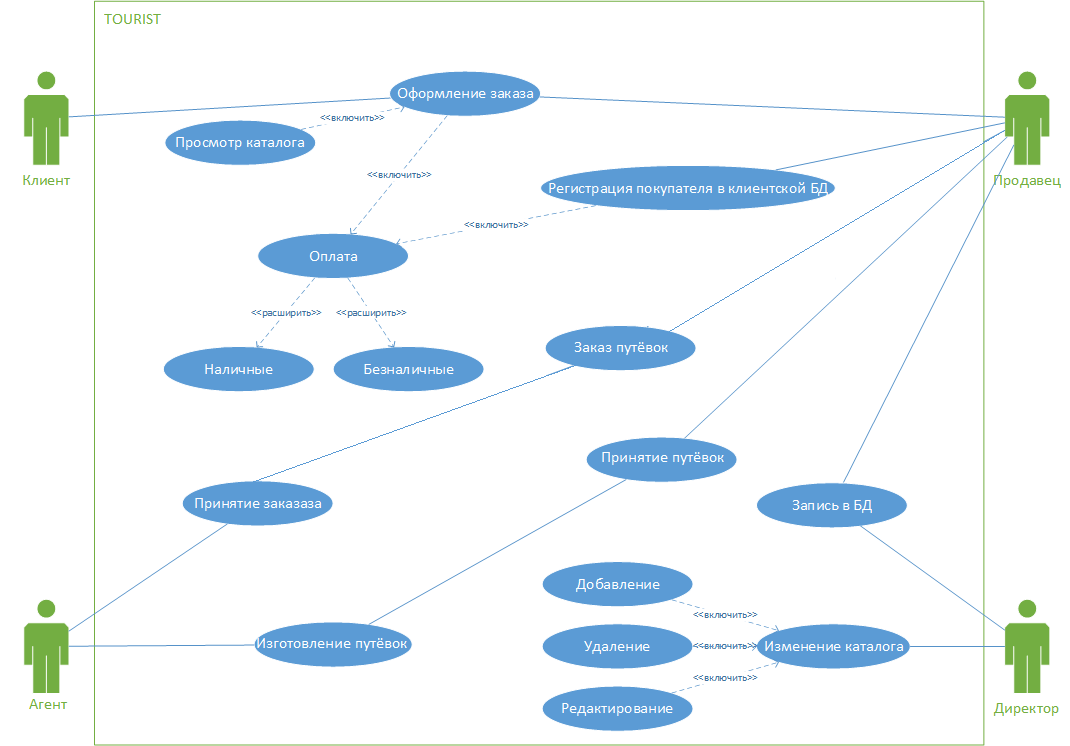 TOURIST
Оформление заказа
<<включить>>
Просмотр каталога
Клиент
Продавец
<<включить>>
Регистрация покупателя в клиентской БД
<<включить>>
Оплата
<<расширить>>
<<расширить>>
Заказ путёвок
Наличные
Безналичные
Принятие путёвок
Принятие заказаза
Запись в БД
Добавление
<<включить>>
Изготовление путёвок
Удаление
<<включить>>
Изменение каталога
<<включить>>
Редактирование
Агент
Директор